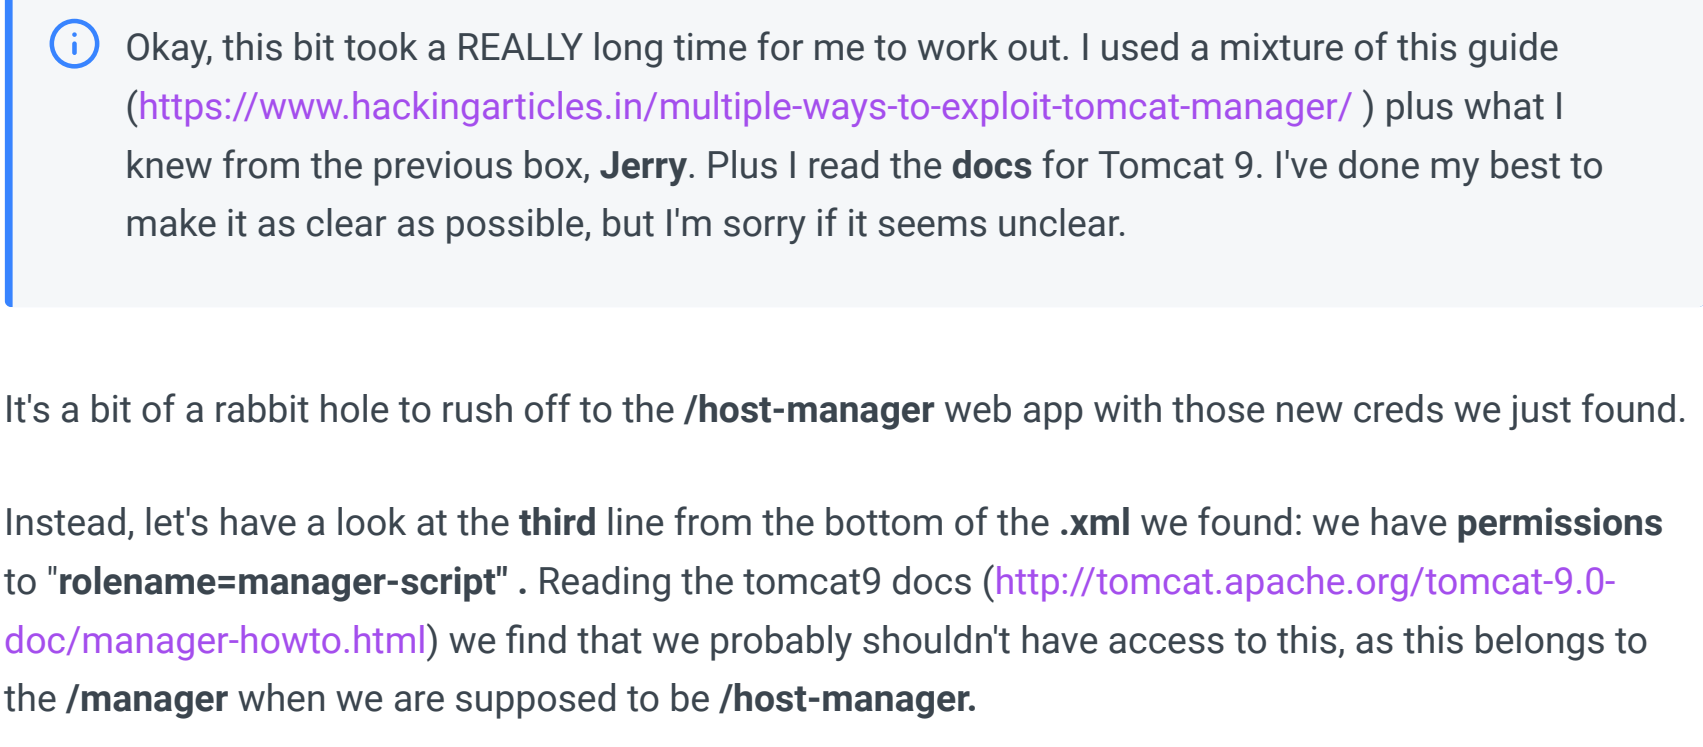 Okay, this bit took a REALLY long time for me to work out. I used a mixture of this guide
(https://www.hackingarticles.in/multiple-ways-to-exploit-tomcat-manager/ ) plus what I
knew from the previous box, Jerry. Plus I read the docs for Tomcat 9. I've done my best to
make it as clear as possible, but I'm sorry if it seems unclear.
It's a bit of a rabbit hole to rush off to the /host-manager web app with those new creds we just found.
Instead, let's have a look at the third line from the bottom of the .xml we found: we have permissions
to "rolename=manager-script" . Reading the tomcat9 docs (http://tomcat.apache.org/tomcat-9.0-
doc/manager-howto.html) we find that we probably shouldn't have access to this, as this belongs to
the /manager when we are supposed to be /host-manager.